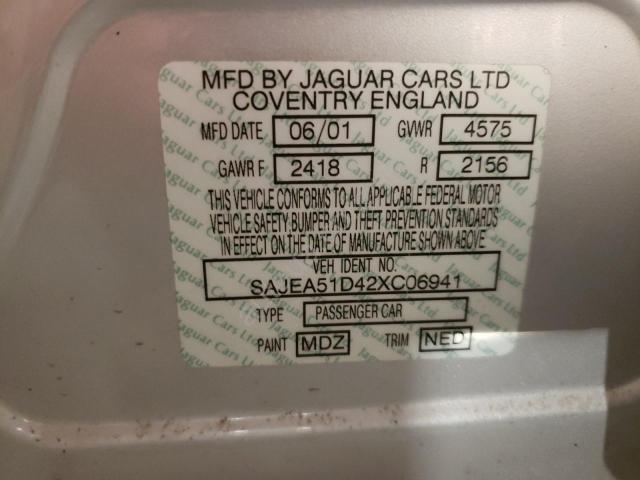 MFD BY JAGUAR CARS LTD
COVENTRY ENGLAND
MFD DATE 06/01 GVWR 4575
GAWR F 2418 R 2156
THIS VEHICLE CONFORMS TO ALL APPLICABLE FEDERAL MOTOR
VEHICLE SAFETY,BUMPER AND THEFT PREVENTION STANDARDS
IN EFFECT ON THE DATE OF MANUFACTURE SHOWN ABOVE
VEH IDENT NO.
SAJEA51D42XC06941
TYPE PASSENGER CAR
PAINT MDZ TRIM NED